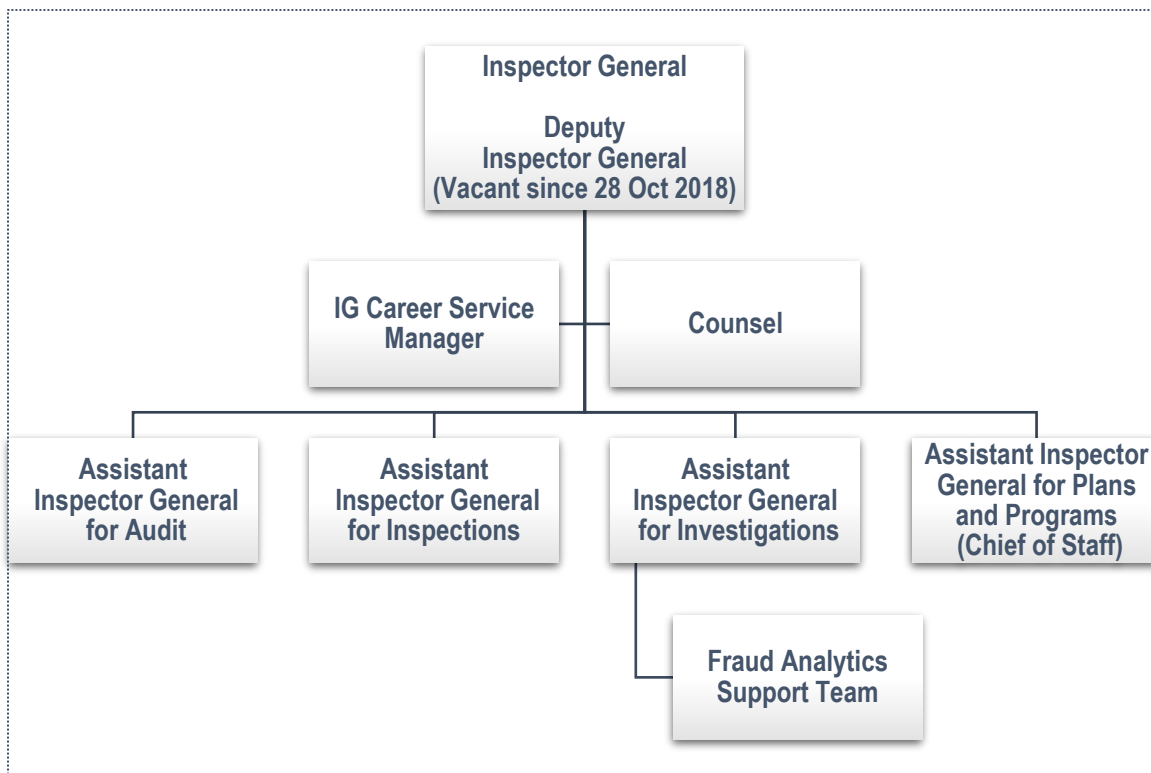 Inspector General
Deputy
Inspector General
(Vacant since 28 Oct 2018)
IG Career Service
Manager
Counsel
Assistant
Inspector General
for Audit
Assistant
Inspector General
for Inspections
Assistant
Inspector General
for Investigations
Assistant Inspector
General for Plans
and Programs
(Chief of Staff)
Fraud Analytics
Support Team